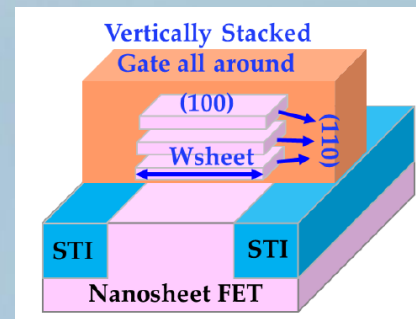 Vertically Stacked
Gate all around
(100)
(110)
Wsheet
STI
STI
Nanosheet FET